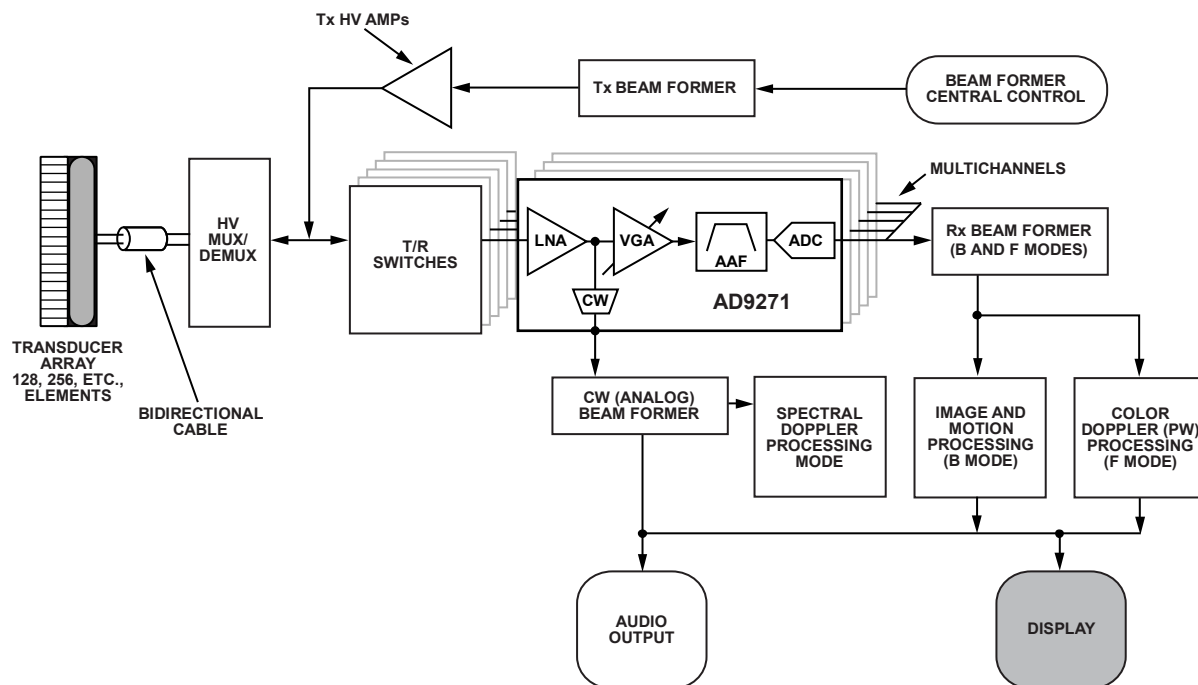 Tx HV AMPs
Tx BEAM FORMER
BEAM FORMER
CENTRAL CONTROL
MULTICHANNELS
HV
MUX/
DEMUX
T/R
SWITCHES
LNA
VGA
AAF
ADC
CW
AD9271
Rx BEAM FORMER
(B AND F MODES)
TRANSDUCER
ARRAY
128, 256, ETC.,
ELEMENTS
BIDIRECTIONAL
CABLE
CW (ANALOG)
BEAM FORMER
SPECTRAL
DOPPLER
PROCESSING
MODE
IMAGE AND
MOTION
PROCESSING
(B MODE)
COLOR
DOPPLER (PW)
PROCESSING
(F MODE)
AUDIO
OUTPUT
DISPLAY